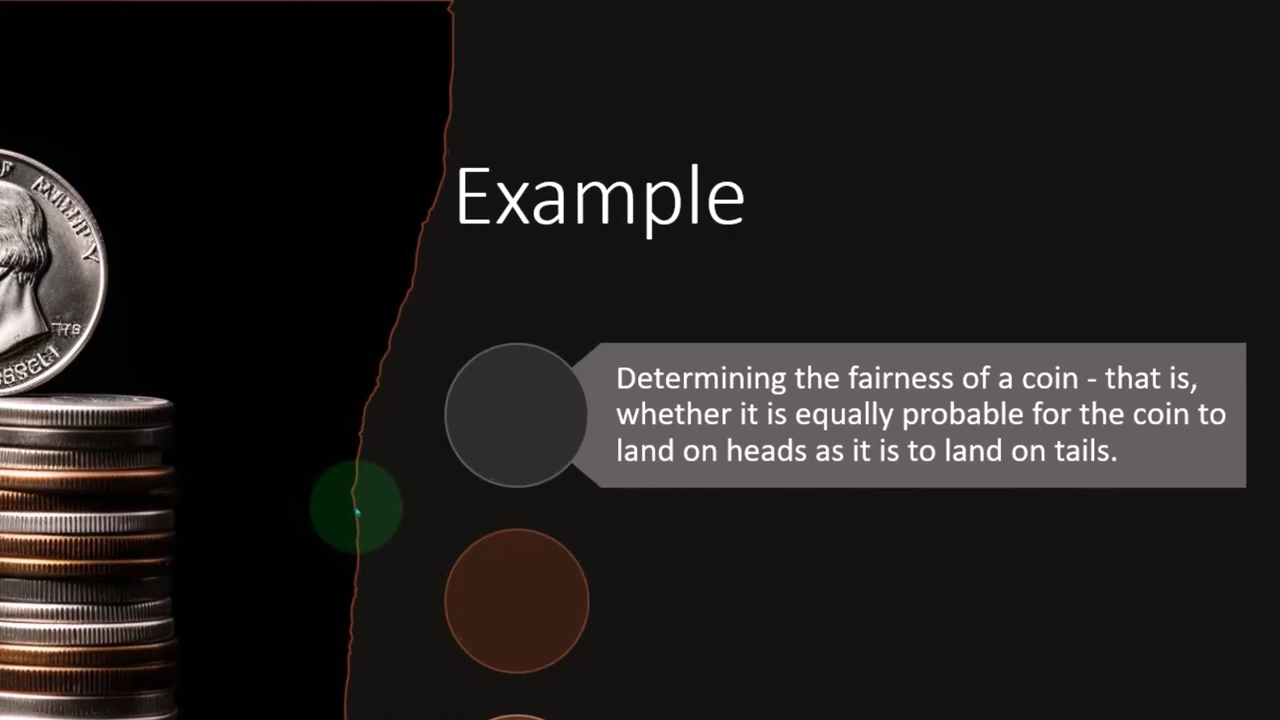 Example
Determining the fairness of a coin - that is,
whether it is equally probable for the coin to
land on heads as it is to land on tails.